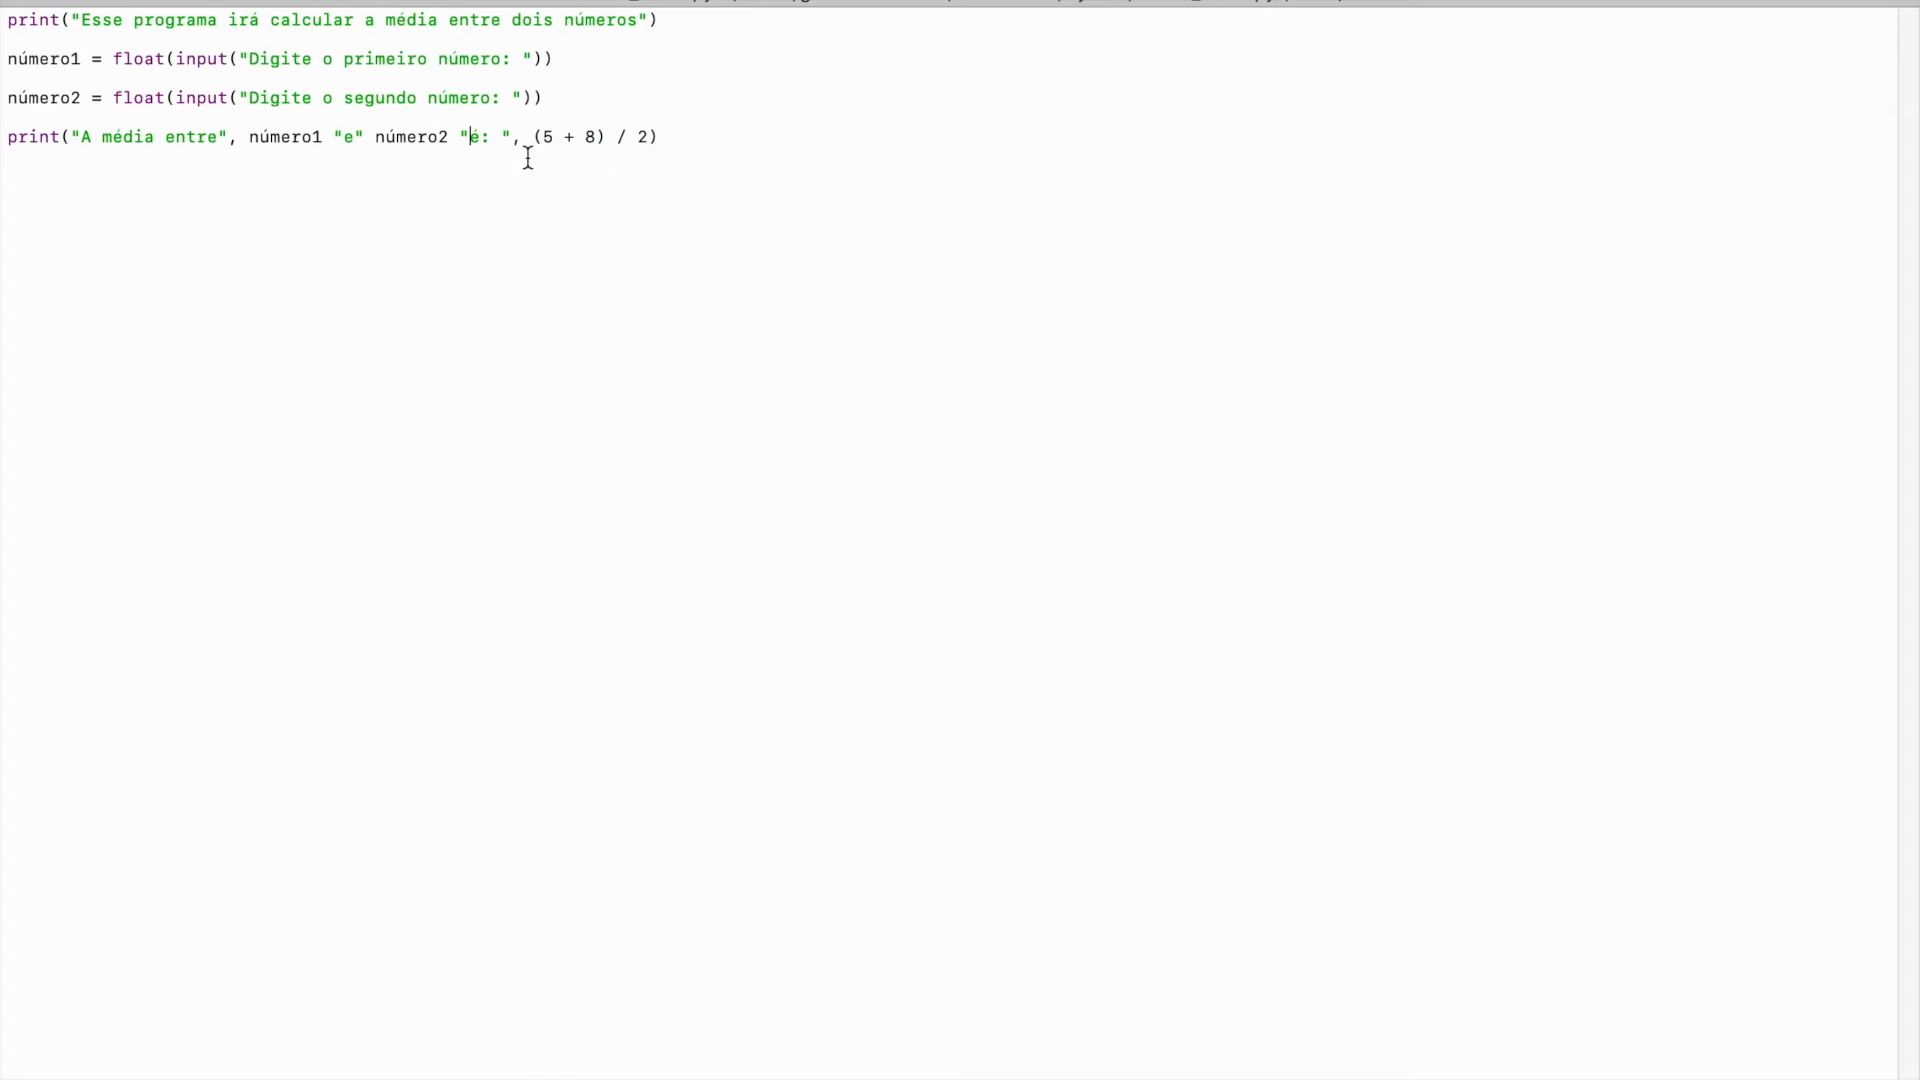 print("Esse programa irá calcular a média entre dois números")
número1 = float(input("Digite o primeiro número: "))
número2 = float(input("Digite o segundo número: "))
print("A média entre", número1 "e" número2 "é: ", (5 + 8) / 2)